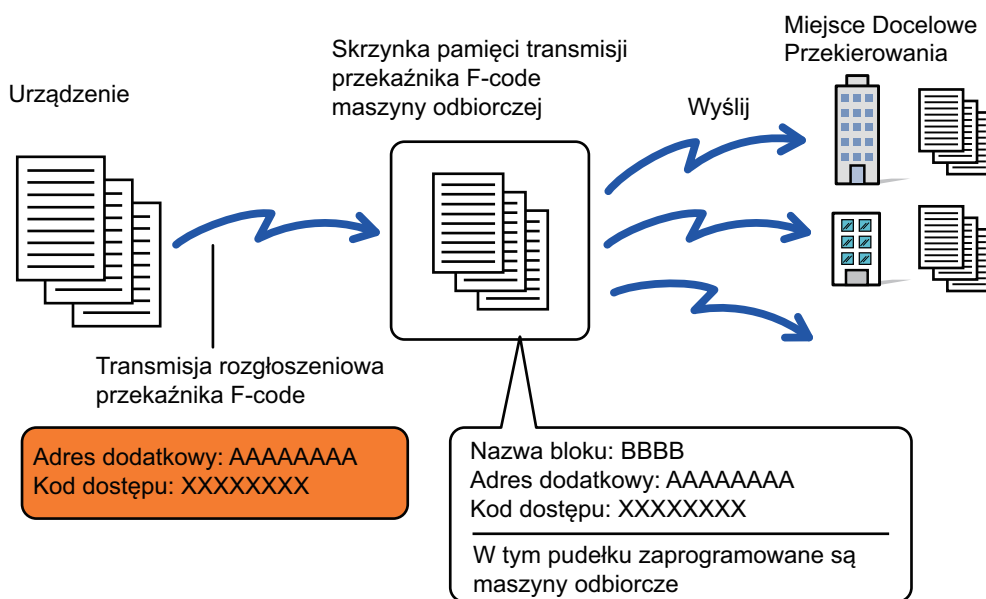 Urządzenie
Skrzynka pamięci transmisji
przekaźnika F-code
maszyny odbiorczej
Wyślij
Miejsce Docelowe
Przekierowania
Transmisja rozgłoszeniowa
przekaźnika F-code
Adres dodatkowy: AAAAAAAA
Kod dostępu: XXXXXXXX
Nazwa bloku: BBBB
Adres dodatkowy: AAAAAAAA
Kod dostępu: XXXXXXXX
W tym pudełku zaprogramowane są
maszyny odbiorcze